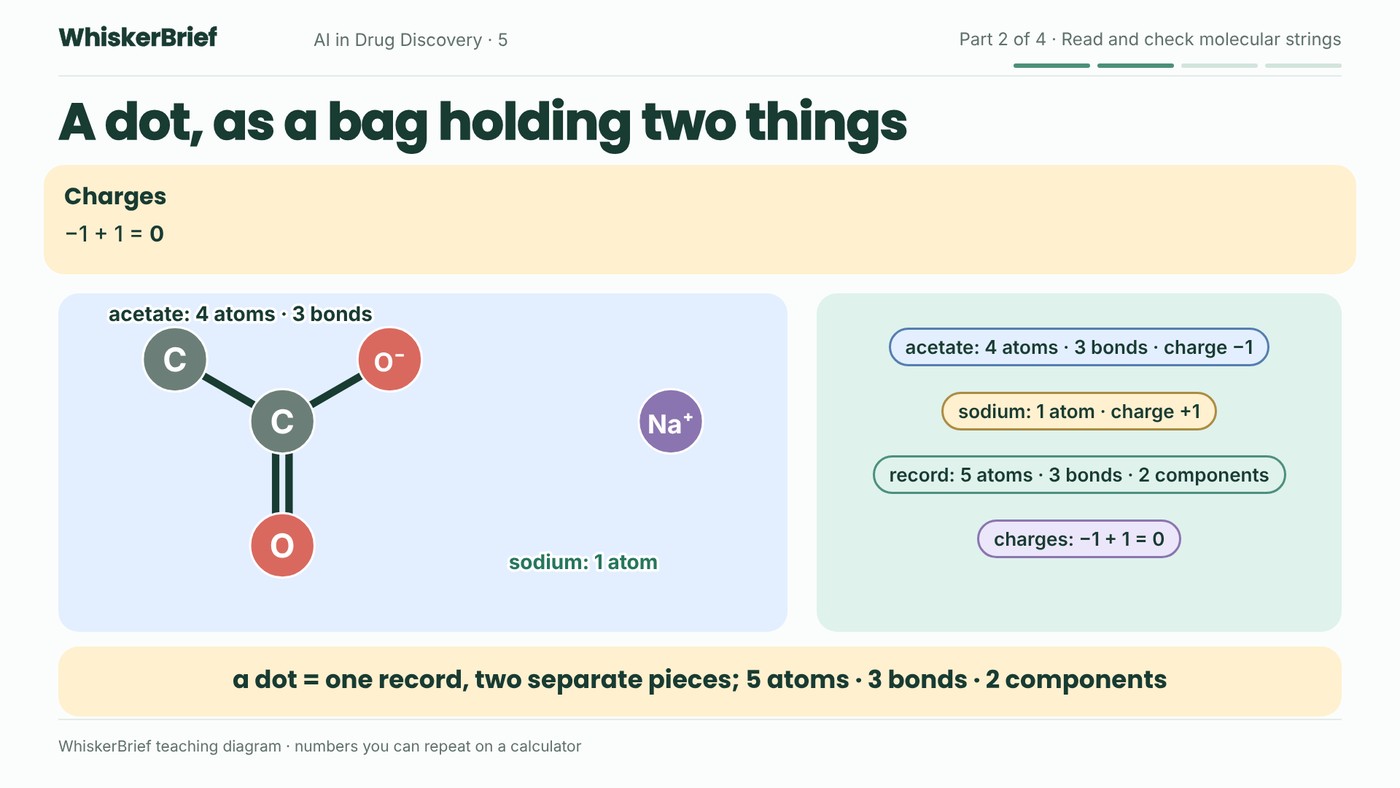 WhiskerBrief
AI in Drug Discovery · 5
Part 2 of 4 · Read and check molecular strings
A dot, as a bag holding two things
Charges
−1 + 1 = 0
acetate: 4 atoms · 3 bonds
C
O⁻
C
Na⁺
O
sodium: 1 atom
acetate: 4 atoms · 3 bonds · charge −1
sodium: 1 atom · charge +1
record: 5 atoms · 3 bonds · 2 components
charges: −1 + 1 = 0
a dot = one record, two separate pieces; 5 atoms · 3 bonds · 2 components
WhiskerBrief teaching diagram · numbers you can repeat on a calculator